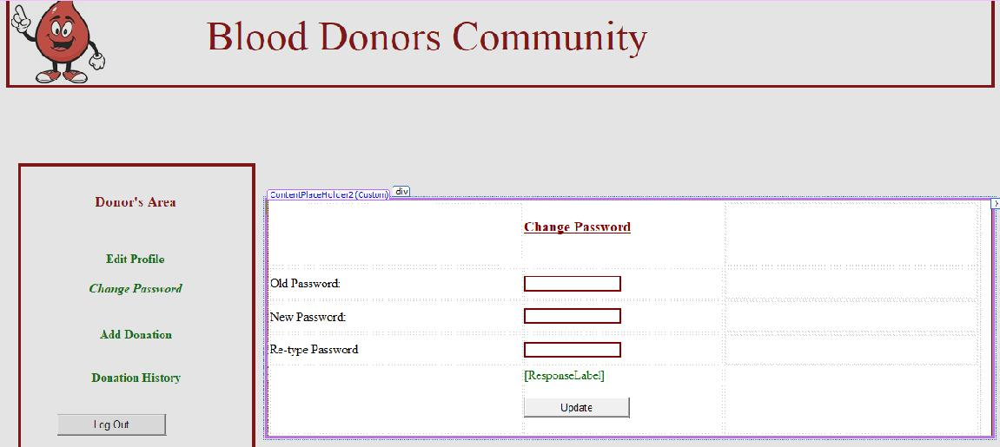 Blood Donors Community
Donor's Area
Edit Profile
Change Password
Add Donation
Donation History
Log Out
ContentPlaceHolder2 (Custom)
div
Change Password
Old Password:
New Password:
Re-type Password
[ResponseLabel]
Update